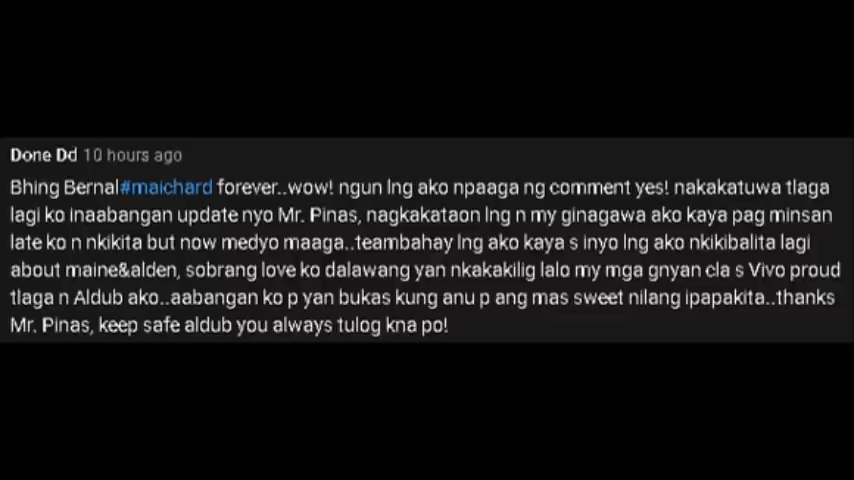 Done Dd 10 hours ago
Bhing Bernal#maichard forever..wow! ngun lng ako npaaga ng comment yes! nakakatuwa tlaga
lagi ko inaabangan update nyo Mr. Pinas, nagkakataon lng n my ginagawa ako kaya pag minsan
late ko n nkikita but now medyo maaga..teambahay lng ako kaya s inyo lng ako nkikibalita lagi
about maine&alden, sobrang love ko dalawang yan nkakakilig lalo my mga gnyan cla s Vivo proud
tlaga n Aldub ako..aabangan ko p yan bukas kung anu p ang mas sweet nilang ipapakita..thanks
Mr. Pinas, keep safe aldub you always tulog kna po!